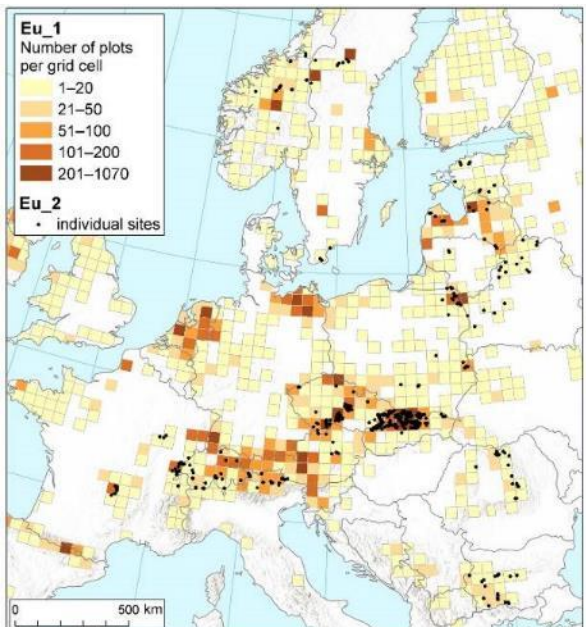 Eu_1
Number of plots
per grid cell
1–20
21–50
51–100
101–200
201–1070
Eu_2
individual sites
0 500 km